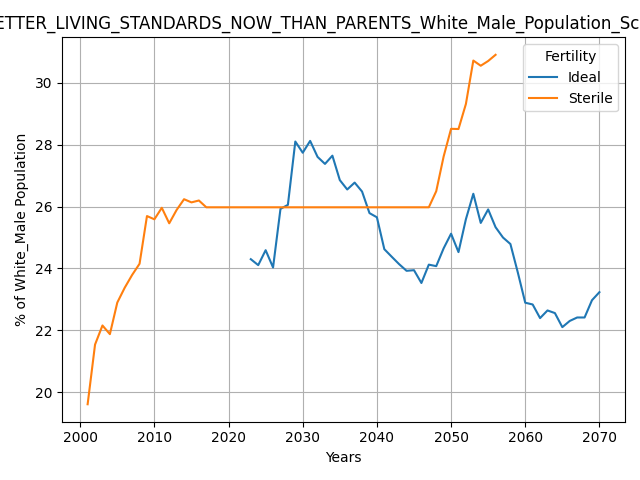 ETTER_LIVING_STANDARDS_NOW_THAN_PARENTS_White_Male_Population_Sc
Fertility
Ideal
Sterile
% of White_Male Population
30
28
26
24
22
20
2000 2010 2020 2030 2040 2050 2060 2070
Years